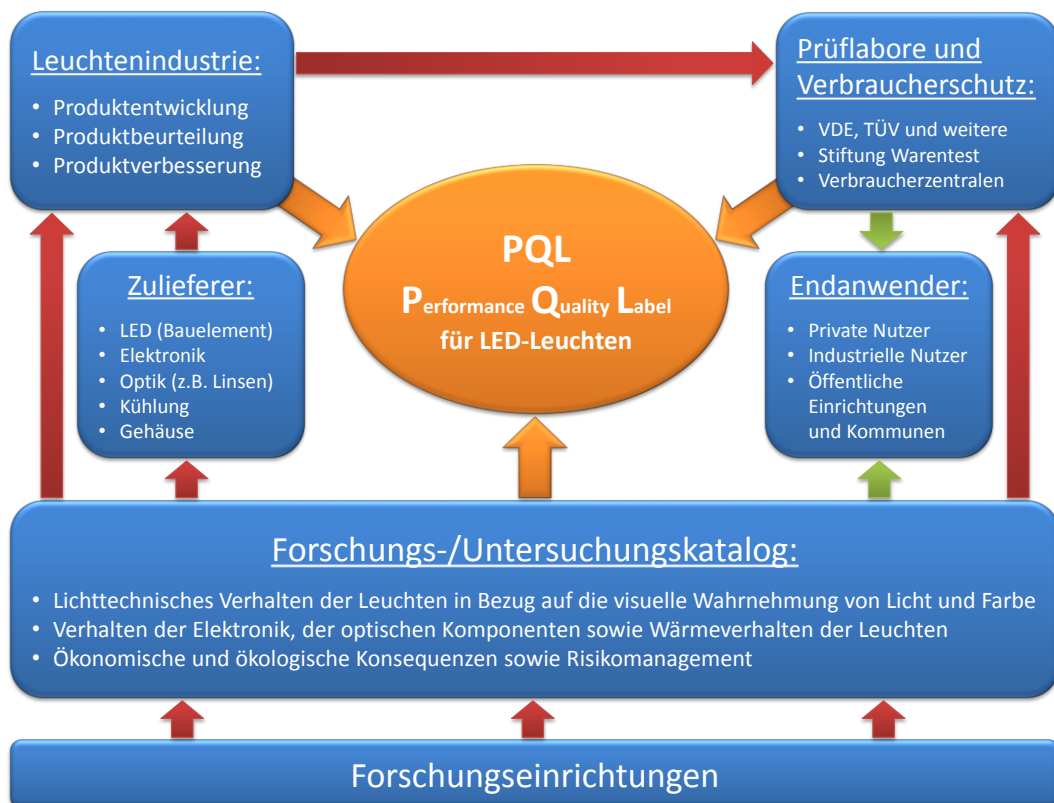 Leuchtenindustrie:
• Produktentwicklung
• Produktbeurteilung
• Produktverbesserung
Prüflabore und
Verbraucherschutz:
• VDE, TÜV und weitere
• Stiftung Warentest
• Verbraucherzentralen
PQL
Performance Quality Label
für LED-Leuchten
Zulieferer:
• LED (Bauelement)
• Elektronik
• Optik (z.B. Linsen)
• Kühlung
• Gehäuse
Endanwender:
• Private Nutzer
• Industrielle Nutzer
• Öffentliche
Einrichtungen
und Kommunen
Forschungs-/Untersuchungskatalog:
• Lichttechnisches Verhalten der Leuchten in Bezug auf die visuelle Wahrnehmung von Licht und Farbe
• Verhalten der Elektronik, der optischen Komponenten sowie Wärmeverhalten der Leuchten
• Ökonomische und ökologische Konsequenzen sowie Risikomanagement
Forschungseinrichtungen